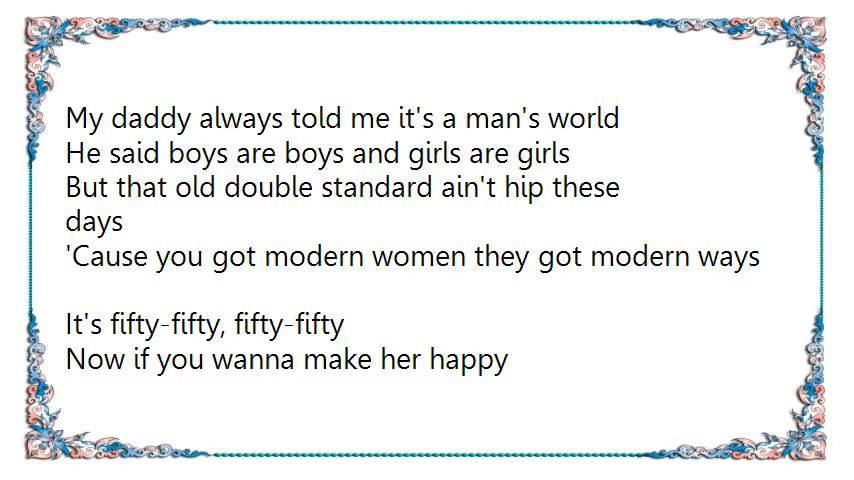 My daddy always told me it's a man's world
He said boys are boys and girls are girls
But that old double standard ain't hip these
days
'Cause you got modern women they got modern ways
It's fifty-fifty, fifty-fifty
Now if you wanna make her happy